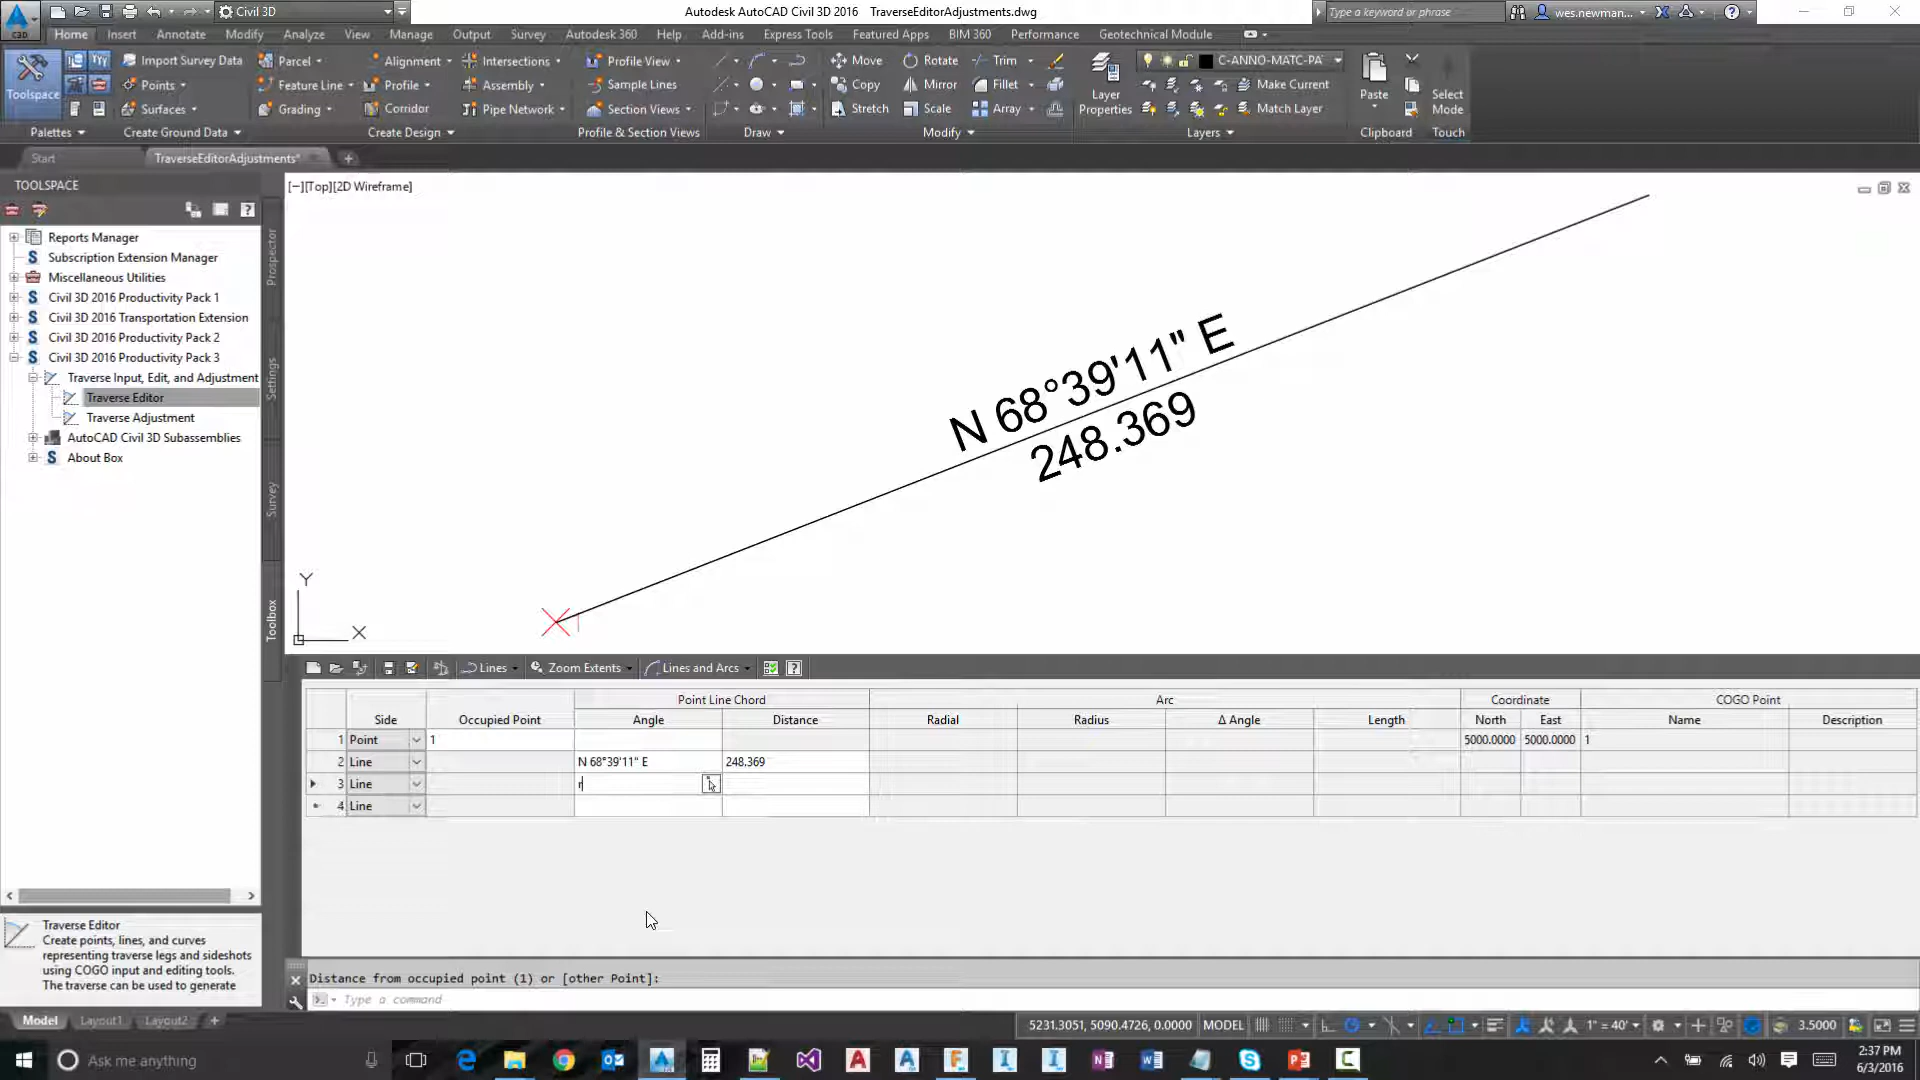 Civil 3D
Autodesk AutoCAD Civil 3D 2016 TraverseEditorAdjustments.dwg
Type a keyword or phrase
wes.newman...
C3D
Home Insert Annotate Modify Analyze View Manage Output Survey Autodesk 360 Help Add-ins Express Tools Featured Apps BIM 360 Performance Geotechnical Module
Toolspace
Import Survey Data
Points
Surfaces
Parcel
Feature Line
Grading
Alignment
Profile
Corridor
Intersections
Assembly
Pipe Network
Profile View
Sample Lines
Section Views
Move
Copy
Stretch
Rotate
Mirror
Scale
Trim
Fillet
Array
Layer Properties
C-ANNO-MATC-PA
Make Current
Match Layer
Paste
Select Mode
Palettes Create Ground Data Create Design Profile & Section Views Draw Modify Layers Clipboard Touch
Start TraverseEditorAdjustments*
TOOLSPACE
Reports Manager
Subscription Extension Manager
Miscellaneous Utilities
Civil 3D 2016 Productivity Pack 1
Civil 3D 2016 Transportation Extension
Civil 3D 2016 Productivity Pack 2
Civil 3D 2016 Productivity Pack 3
Traverse Input, Edit, and Adjustment
Traverse Editor
Traverse Adjustment
AutoCAD Civil 3D Subassemblies
About Box
Prospector
Settings
Survey
Toolbox
Traverse Editor
Create points, lines, and curves
representing traverse legs and sideshots
using COGO input and editing tools.
The traverse can be used to generate
[−][Top][2D Wireframe]
N 68°39'11" E
248.369
1
Y
X
Lines Zoom Extents Lines and Arcs
Point Line Chord Arc Coordinate COGO Point
Side Occupied Point Angle Distance Radial Radius Δ Angle Length North East Name Description
1 Point 1 5000.0000 5000.0000 1
2 Line N 68°39'11" E 248.369
3 Line r
4 Line
Distance from occupied point (1) or [other Point]:
Type a command
Model Layout1 Layout2
5231.3051, 5090.4726, 0.0000 MODEL 1" = 40' 3.5000
Ask me anything
2:37 PM
6/3/2016